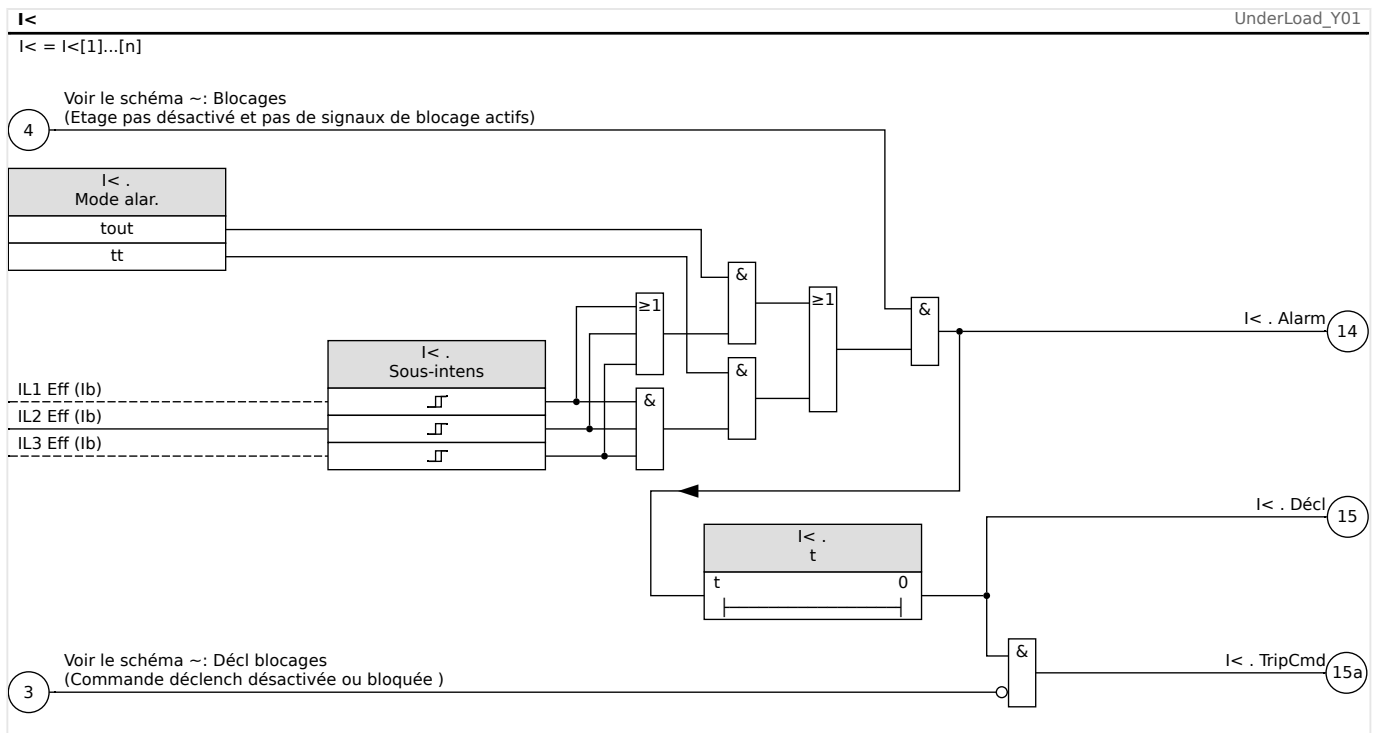 I<
UnderLoad_Y01
I< = I<[1]...[n]
Voir le schéma ~: Blocages
(Etage pas désactivé et pas de signaux de blocage actifs)
4
I< .
Mode alar.
tout
tt
&
≥1
≥1
&
I< . Alarm
14
I< .
Sous-intens
&
IL1 Eff (Ib)
&
IL2 Eff (Ib)
IL3 Eff (Ib)
I< . Décl
15
I< .
t
t
0
Voir le schéma ~: Décl blocages
(Commande déclench désactivée ou bloquée )
3
&
I< . TripCmd
15a